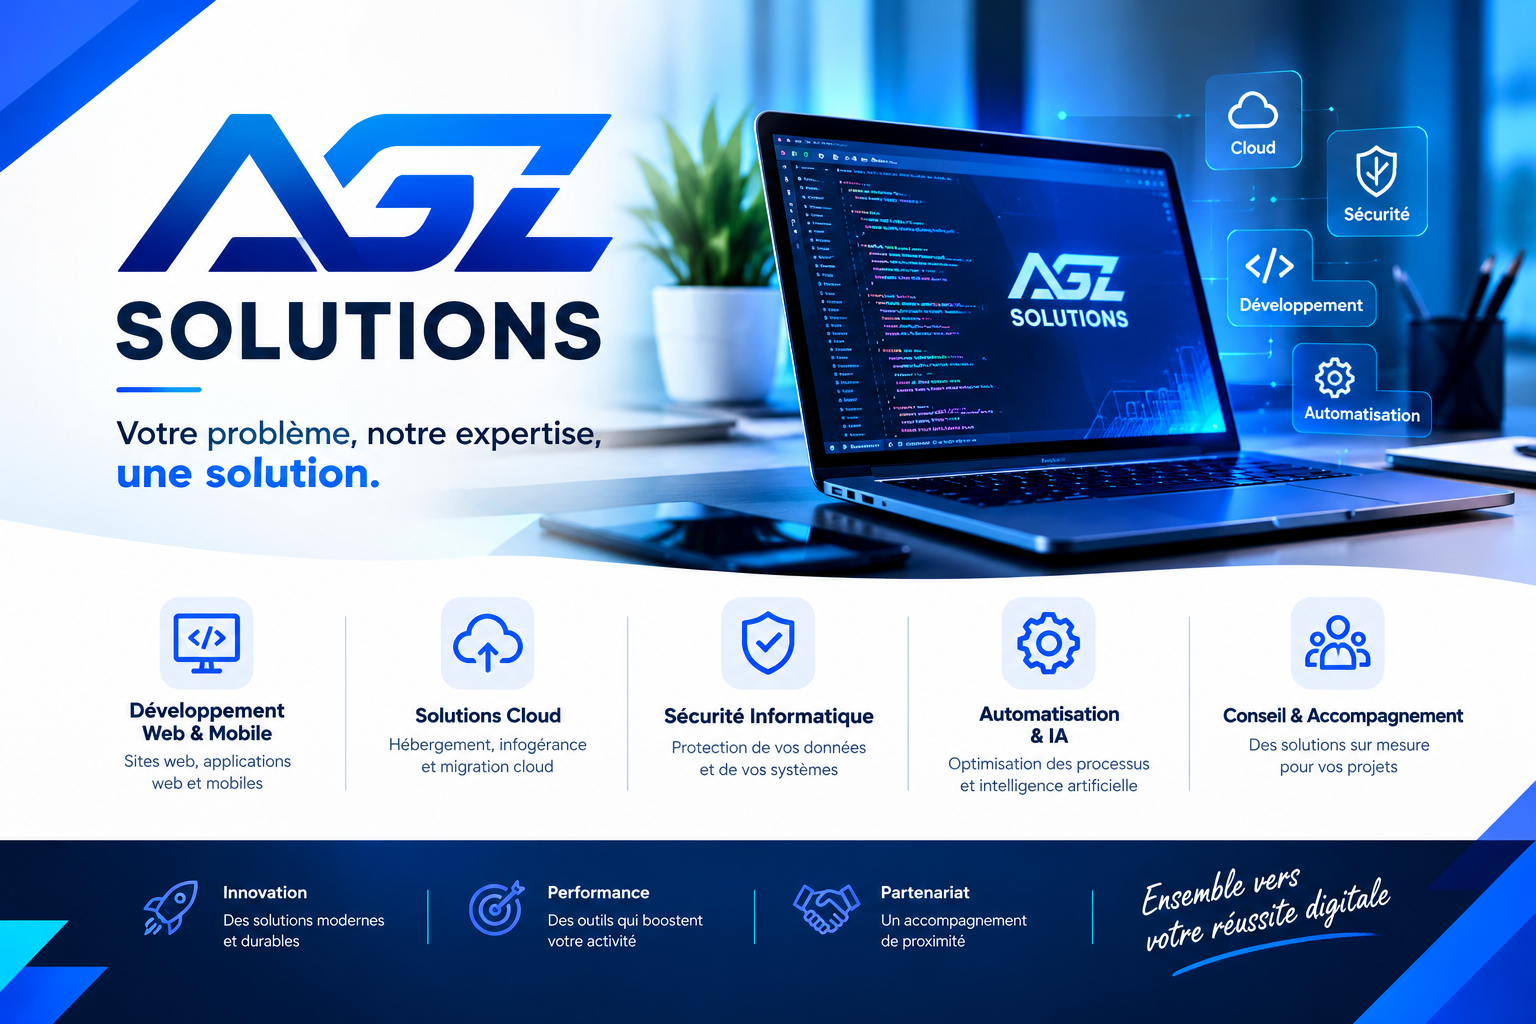 AGZ
SOLUTIONS
Votre problème, notre expertise,
une solution.
AGZ
SOLUTIONS
Cloud
Sécurité
Développement
Automatisation
Développement
Web & Mobile
Sites web, applications
web et mobiles
Solutions Cloud
Hébergement, infogérance
et migration cloud
Sécurité Informatique
Protection de vos données
et de vos systèmes
Automatisation
& IA
Optimisation des processus
et intelligence artificielle
Conseil & Accompagnement
Des solutions sur mesure
pour vos projets
Innovation
Des solutions modernes
et durables
Performance
Des outils qui boostent
votre activité
Partenariat
Un accompagnement
de proximité
Ensemble vers
votre réussite digitale